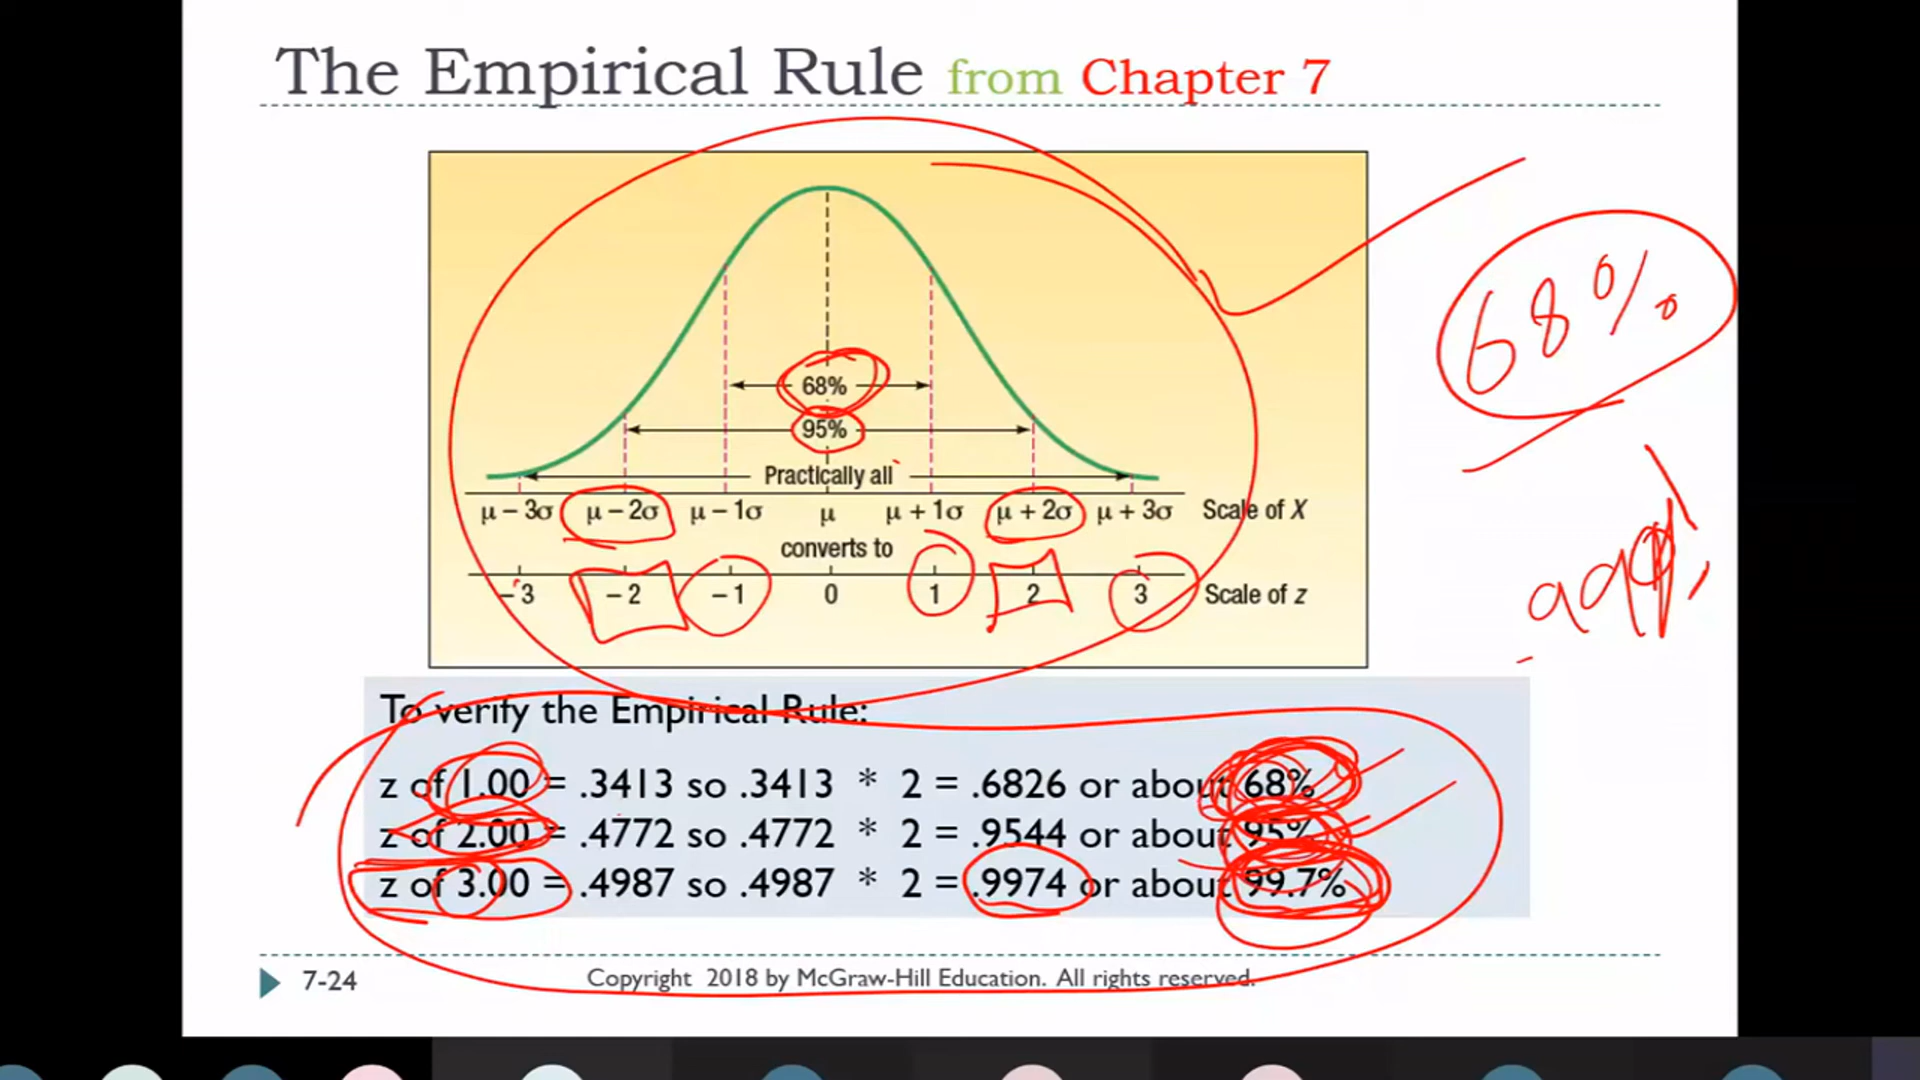 The Empirical Rule from Chapter 7
68%
68%
95%
Practically all
μ – 3σ μ – 2σ μ – 1σ μ μ + 1σ μ + 2σ μ + 3σ Scale of X
converts to
– 3 – 2 – 1 0 1 2 3 Scale of z
To verify the Empirical Rule:
z of 1.00 = .3413 so .3413 * 2 = .6826 or about 68%
z of 2.00 = .4772 so .4772 * 2 = .9544 or about 95%
z of 3.00 = .4987 so .4987 * 2 = .9974 or about 99.7%
7-24 Copyright 2018 by McGraw-Hill Education. All rights reserved.